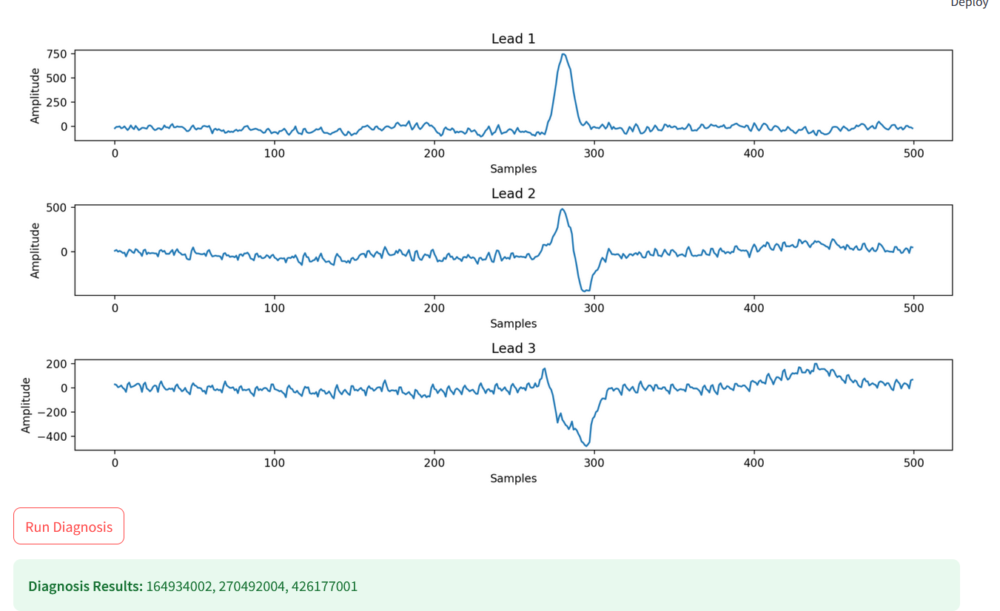 Deploy
Lead 1
750
500
250
0
Amplitude
0 100 200 300 400 500
Samples
Lead 2
500
0
Amplitude
0 100 200 300 400 500
Samples
Lead 3
200
0
−200
−400
Amplitude
0 100 200 300 400 500
Samples
Run Diagnosis
Diagnosis Results: 164934002, 270492004, 426177001